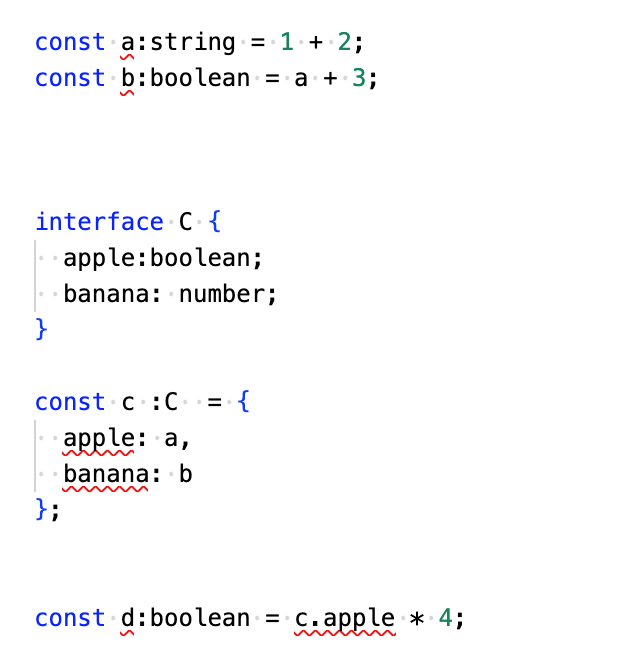 const a:string = 1 + 2;
const b:boolean = a + 3;
interface C {
  apple:boolean;
  banana: number;
}
const c :C  = {
  apple: a,
  banana: b
};
const d:boolean = c.apple * 4;